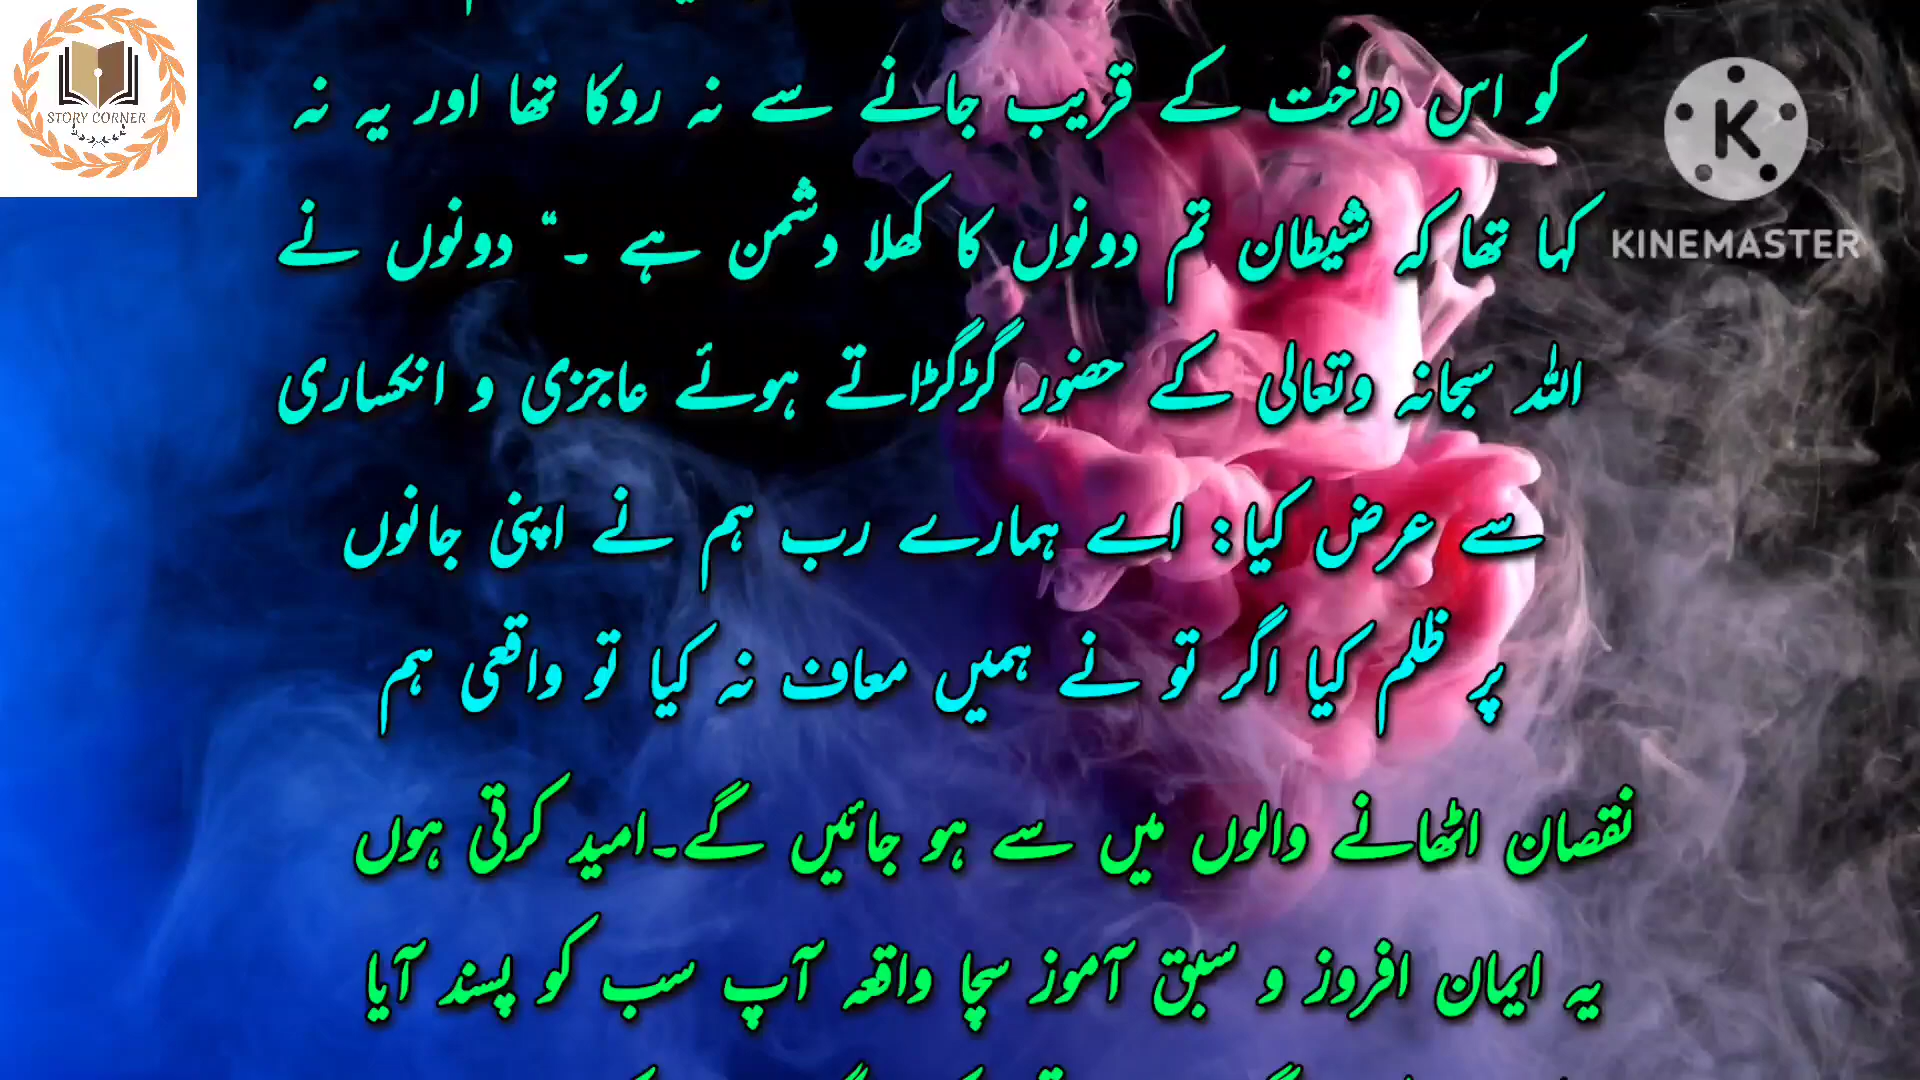 STORY CORNER
KINEMASTER
کو اس درخت کے قریب جانے سے نہ روکا تھا اور یہ نہ
کہا تھا کہ شیطان تم دونوں کا کھلا دشمن ہے ۔“ دونوں نے
اللہ سبحانہ وتعالی کے حضور گڑگڑاتے ہوئے عاجزی و انکساری
سے عرض کیا: اے ہمارے رب ہم نے اپنی جانوں
پر ظلم کیا اگر تو نے ہمیں معاف نہ کیا تو واقعی ہم
نقصان اٹھانے والوں میں سے ہو جائیں گے۔امید کرتی ہوں
یہ ایمان افروز و سبق آموز سچا واقعہ آپ سب کو پسند آیا